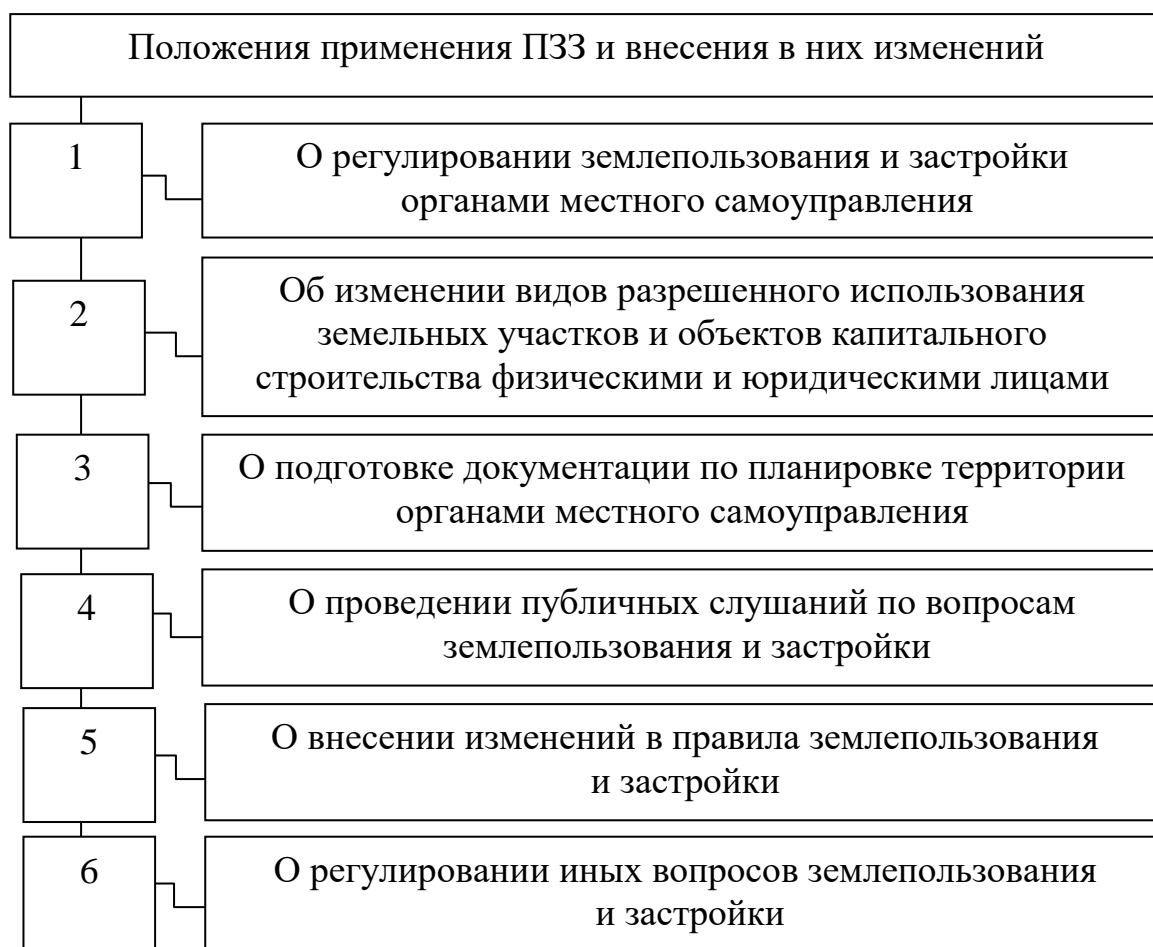 Положения применения ПЗЗ и внесения в них изменений
1
О регулировании землепользования и застройки
органами местного самоуправления
2
Об изменении видов разрешенного использования
земельных участков и объектов капитального
строительства физическими и юридическими лицами
3
О подготовке документации по планировке территории
органами местного самоуправления
4
О проведении публичных слушаний по вопросам
землепользования и застройки
5
О внесении изменений в правила землепользования
и застройки
6
О регулировании иных вопросов землепользования
и застройки